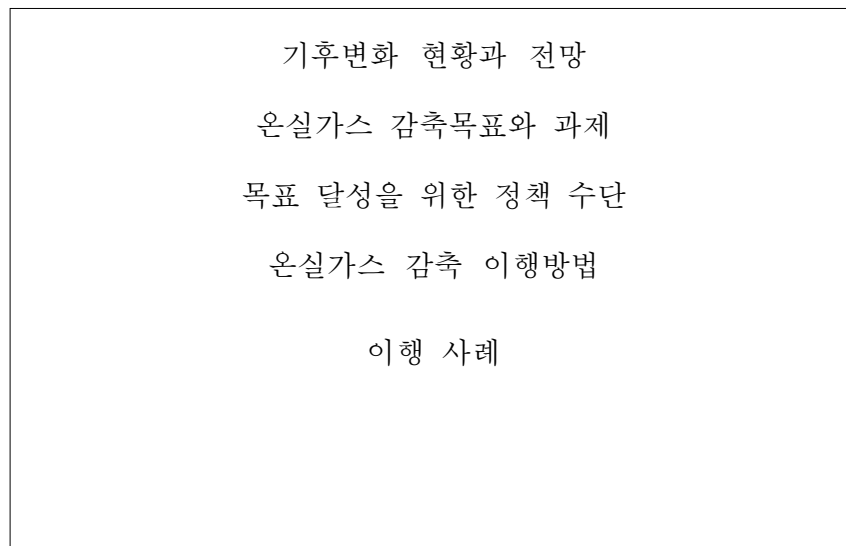 기후변화 현황과 전망
온실가스 감축목표와 과제
목표 달성을 위한 정책 수단
온실가스 감축 이행방법
이행 사례